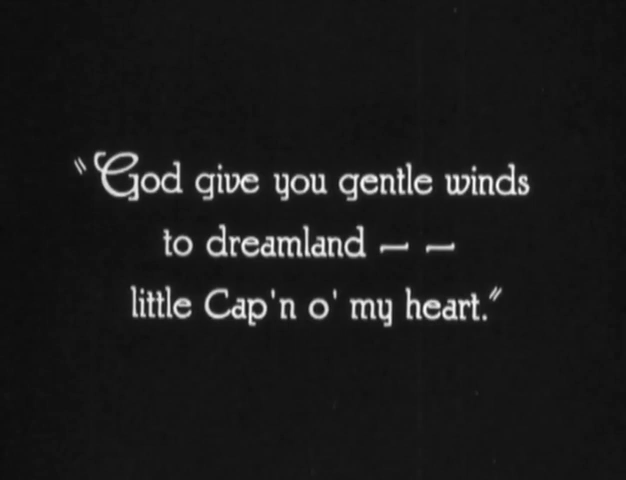 "God give you gentle winds
to dreamland — —
little Cap'n o' my heart."